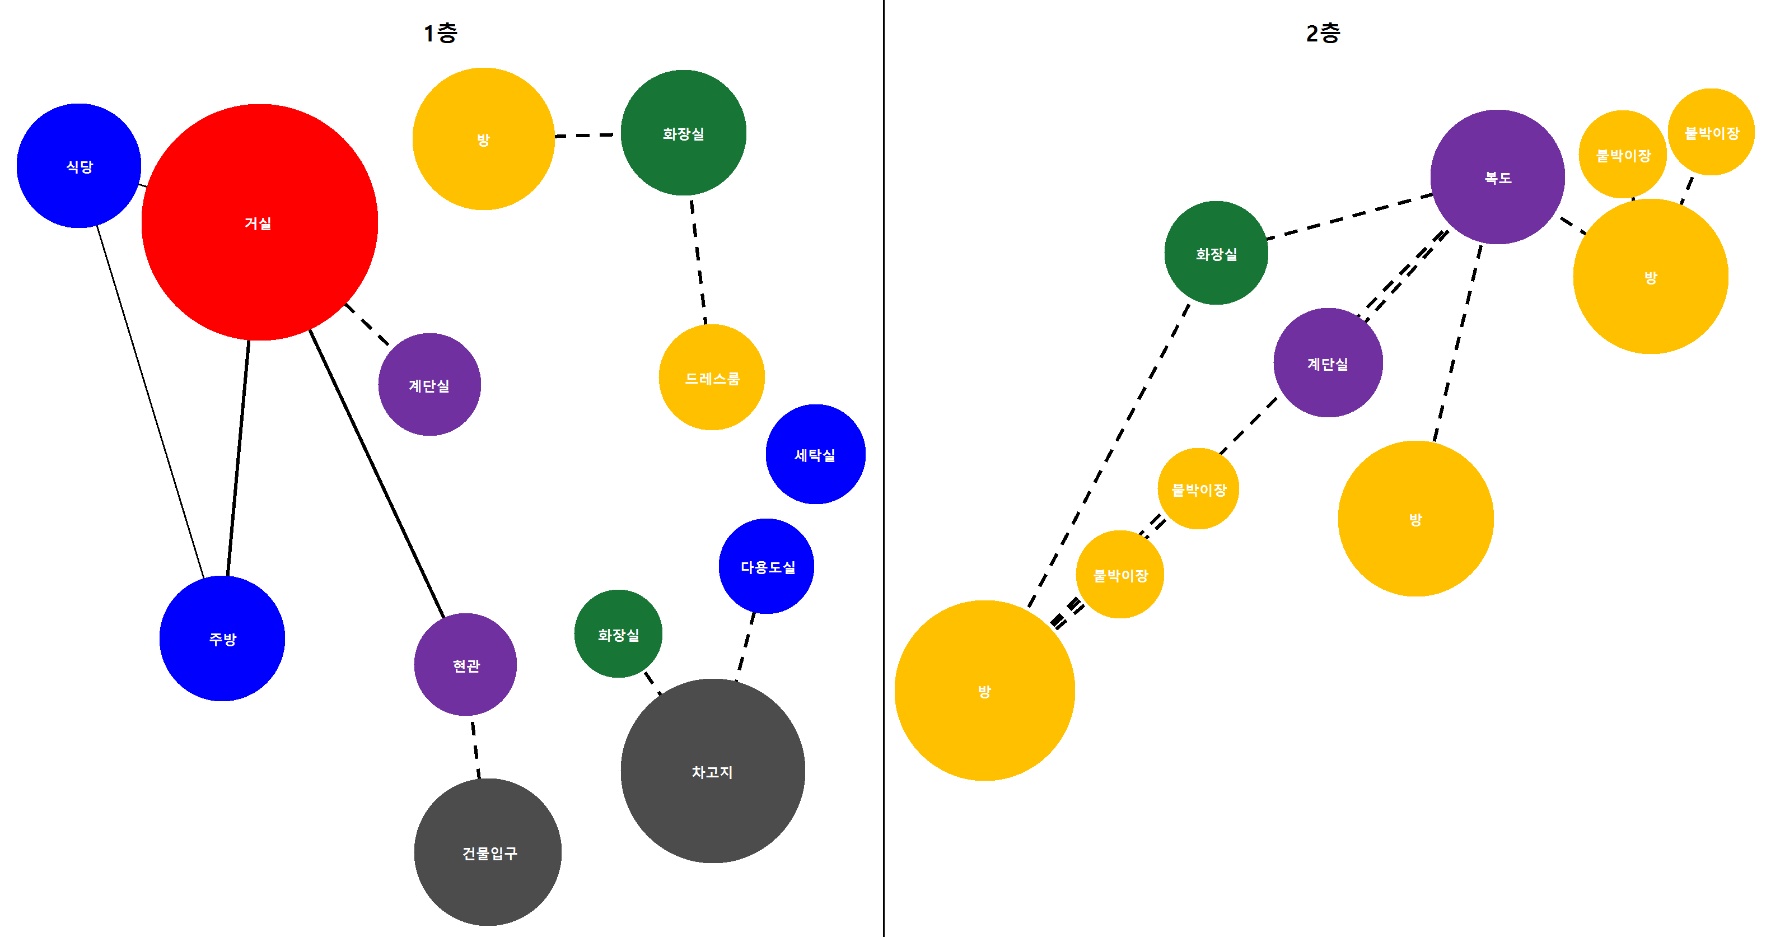 1층
방
화장실
식당
거실
드레스룸
계단실
세탁실
다용도실
화장실
주방
현관
차고지
건물입구
2층
붙박이장
붙박이장
복도
화장실
방
계단실
붙박이장
방
붙박이장
방